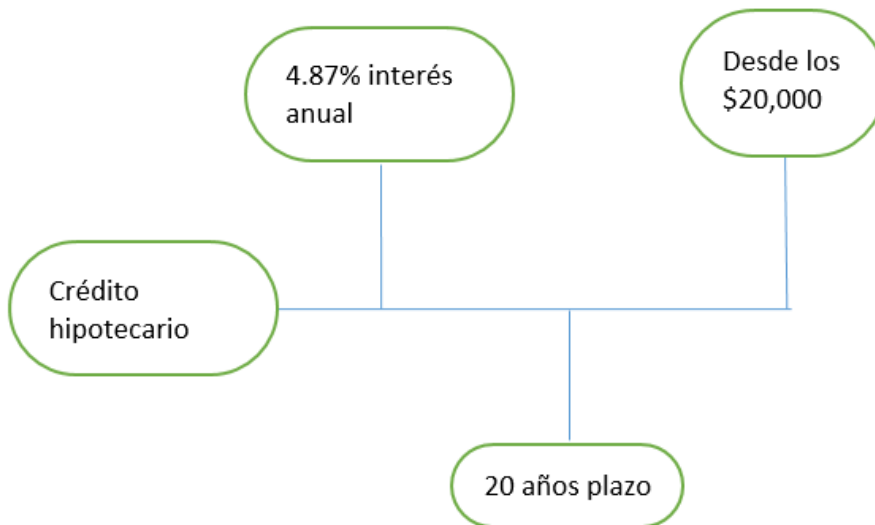 4.87% interés
anual
Desde los
$20,000
Crédito
hipotecario
20 años plazo